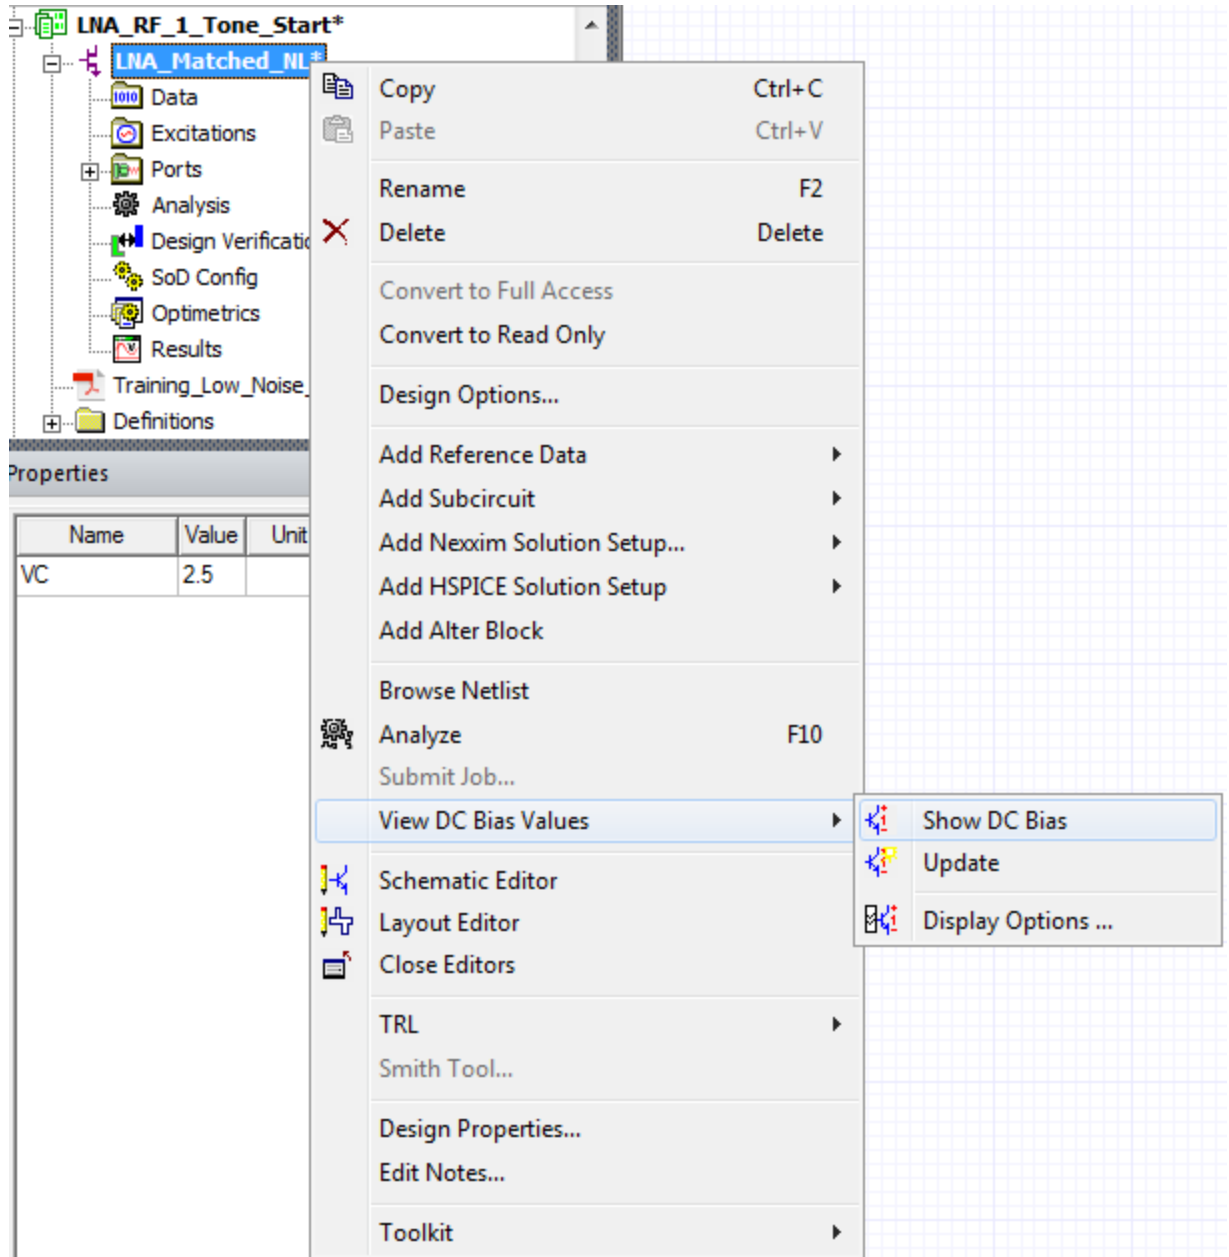 LNA_RF_1_Tone_Start*
LNA_Matched_NL*
Data
Excitations
Ports
Analysis
Design Verificatio
SoD Config
Optimetrics
Results
Training_Low_Noise_
Definitions
Properties
Name Value Unit
VC 2.5
Copy Ctrl+C
Paste Ctrl+V
Rename F2
Delete Delete
Convert to Full Access
Convert to Read Only
Design Options...
Add Reference Data
Add Subcircuit
Add Nexxim Solution Setup...
Add HSPICE Solution Setup
Add Alter Block
Browse Netlist
Analyze F10
Submit Job...
View DC Bias Values
Schematic Editor
Layout Editor
Close Editors
TRL
Smith Tool...
Design Properties...
Edit Notes...
Toolkit
Show DC Bias
Update
Display Options ...